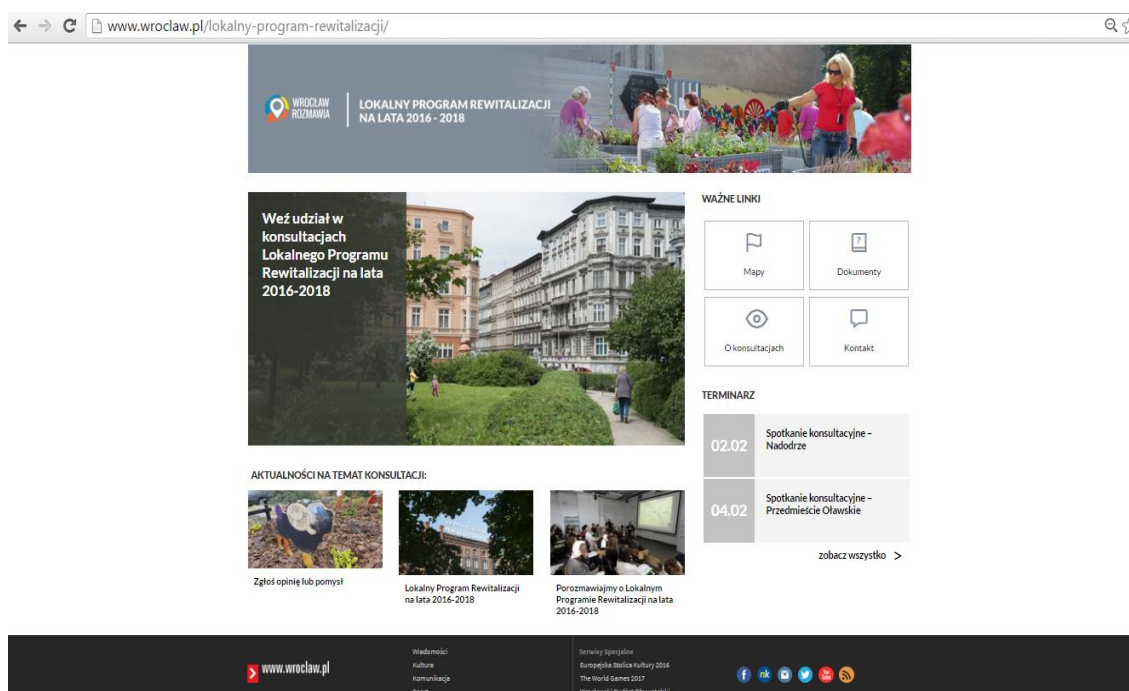 www.wroclaw.pl/lokalny-program-rewitalizacji/
WROCŁAW
ROZMAWIA
LOKALNY PROGRAM REWITALIZACJI
NA LATA 2016 - 2018
Weź udział w
konsultacjach
Lokalnego Programu
Rewitalizacji na lata
2016-2018
WAŻNE LINKI
Mapy
Dokumenty
O konsultacjach
Kontakt
TERMINARZ
02.02
Spotkanie konsultacyjne –
Nadodrze
04.02
Spotkanie konsultacyjne –
Przedmieście Oławskie
zobacz wszystko >
AKTUALNOŚCI NA TEMAT KONSULTACJI:
Zgłoś opinię lub pomysł
Lokalny Program Rewitalizacji
na lata 2016-2018
Porozmawiajmy o Lokalnym
Programie Rewitalizacji na lata
2016-2018
www.wroclaw.pl
Wiadomości
Kultura
Komunikacja
Sport
Serwisy Specjalne
Europejska Stolica Kultury 2016
The World Games 2017
Wrocławski Budżet Obywatelski